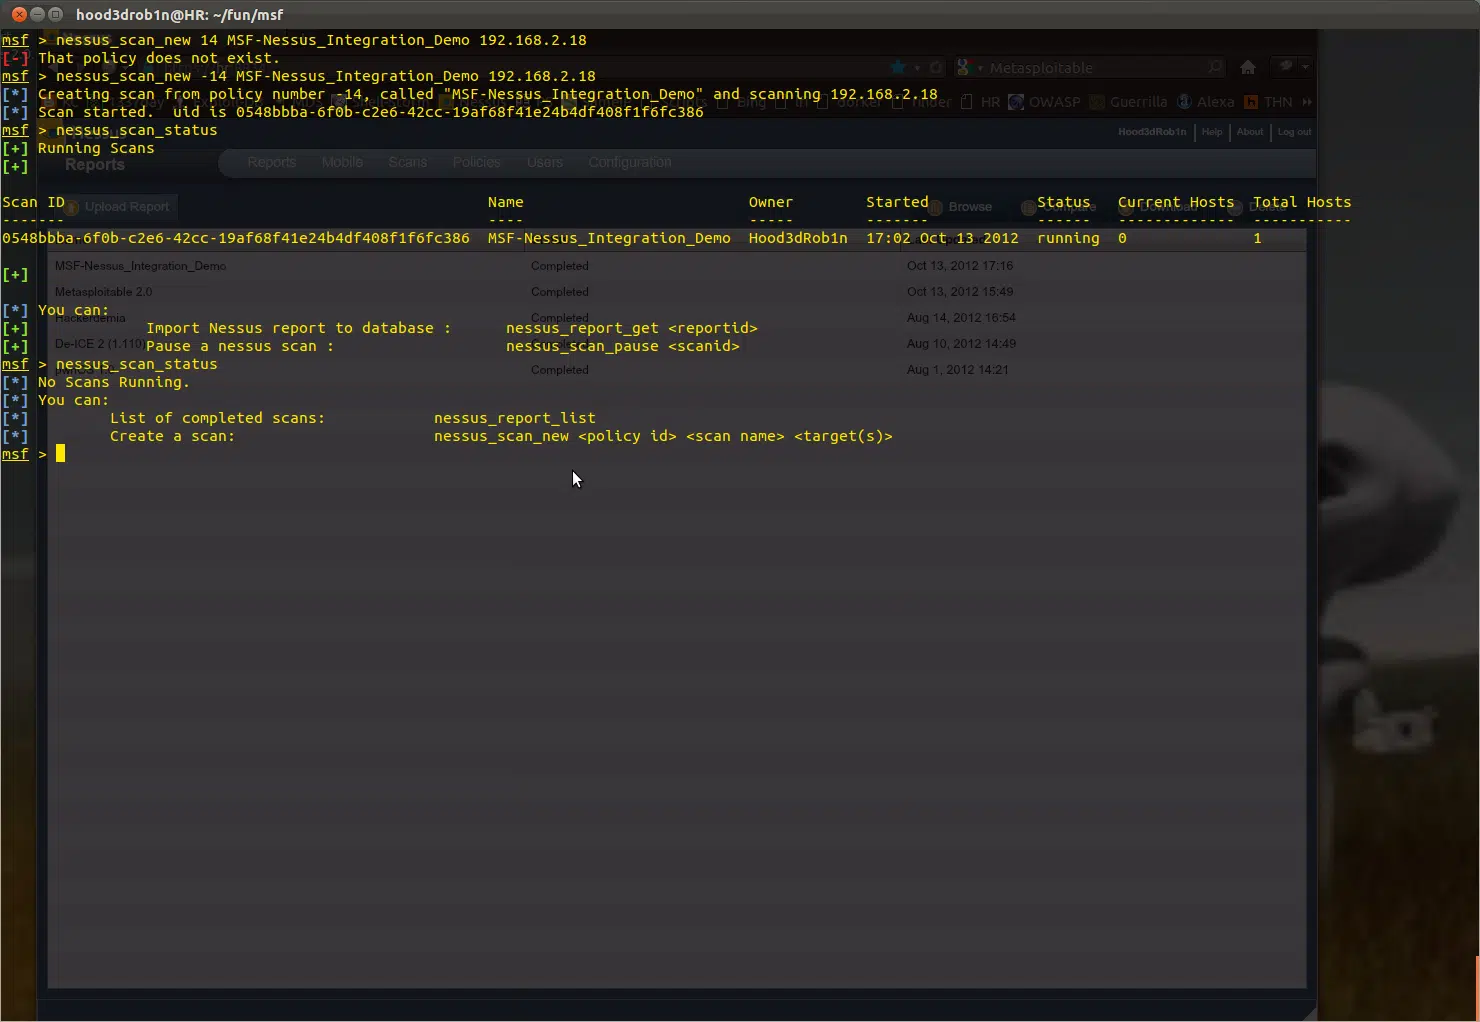 hood3drob1n@HR: ~/fun/msf
msf > nessus_scan_new 14 MSF-Nessus_Integration_Demo 192.168.2.18
[-] That policy does not exist.
msf > nessus_scan_new -14 MSF-Nessus_Integration_Demo 192.168.2.18
Metasploitable
[*] Creating scan from policy number -14, called "MSF-Nessus_Integration_Demo" and scanning 192.168.2.18
Bing HR OWASP Guerrilla Alexa THN
[*] Scan started.  uid is 0548bbba-6f0b-c2e6-42cc-19af68f41e24b4df408f1f6fc386
msf > nessus_scan_status
Hood3dRob1n Help About Log out
[+] Running Scans
[+]
Reports Reports Mobile Scans Policies Users Configuration
Scan ID Name Owner Started Status Current Hosts Total Hosts
Upload Report Browse Compare Download
------- ---- ----- ------- ------ ------------- -----------
0548bbba-6f0b-c2e6-42cc-19af68f41e24b4df408f1f6fc386 MSF-Nessus_Integration_Demo Hood3dRob1n 17:02 Oct 13 2012 running 0 1
MSF-Nessus_Integration_Demo Completed Oct 13, 2012 17:16
[+]
Metasploitable 2.0 Completed Oct 13, 2012 15:49
[*] You can:
Hackerdemia Completed Aug 14, 2012 16:54
[+] Import Nessus report to database : nessus_report_get <reportid>
[+] Pause a nessus scan : nessus_scan_pause <scanid>
De-ICE 2 (1.110) Aug 10, 2012 14:49
msf > nessus_scan_status
Completed Aug 1, 2012 14:21
[*] No Scans Running.
[*] You can:
[*] List of completed scans: nessus_report_list
[*] Create a scan: nessus_scan_new <policy id> <scan name> <target(s)>
msf >